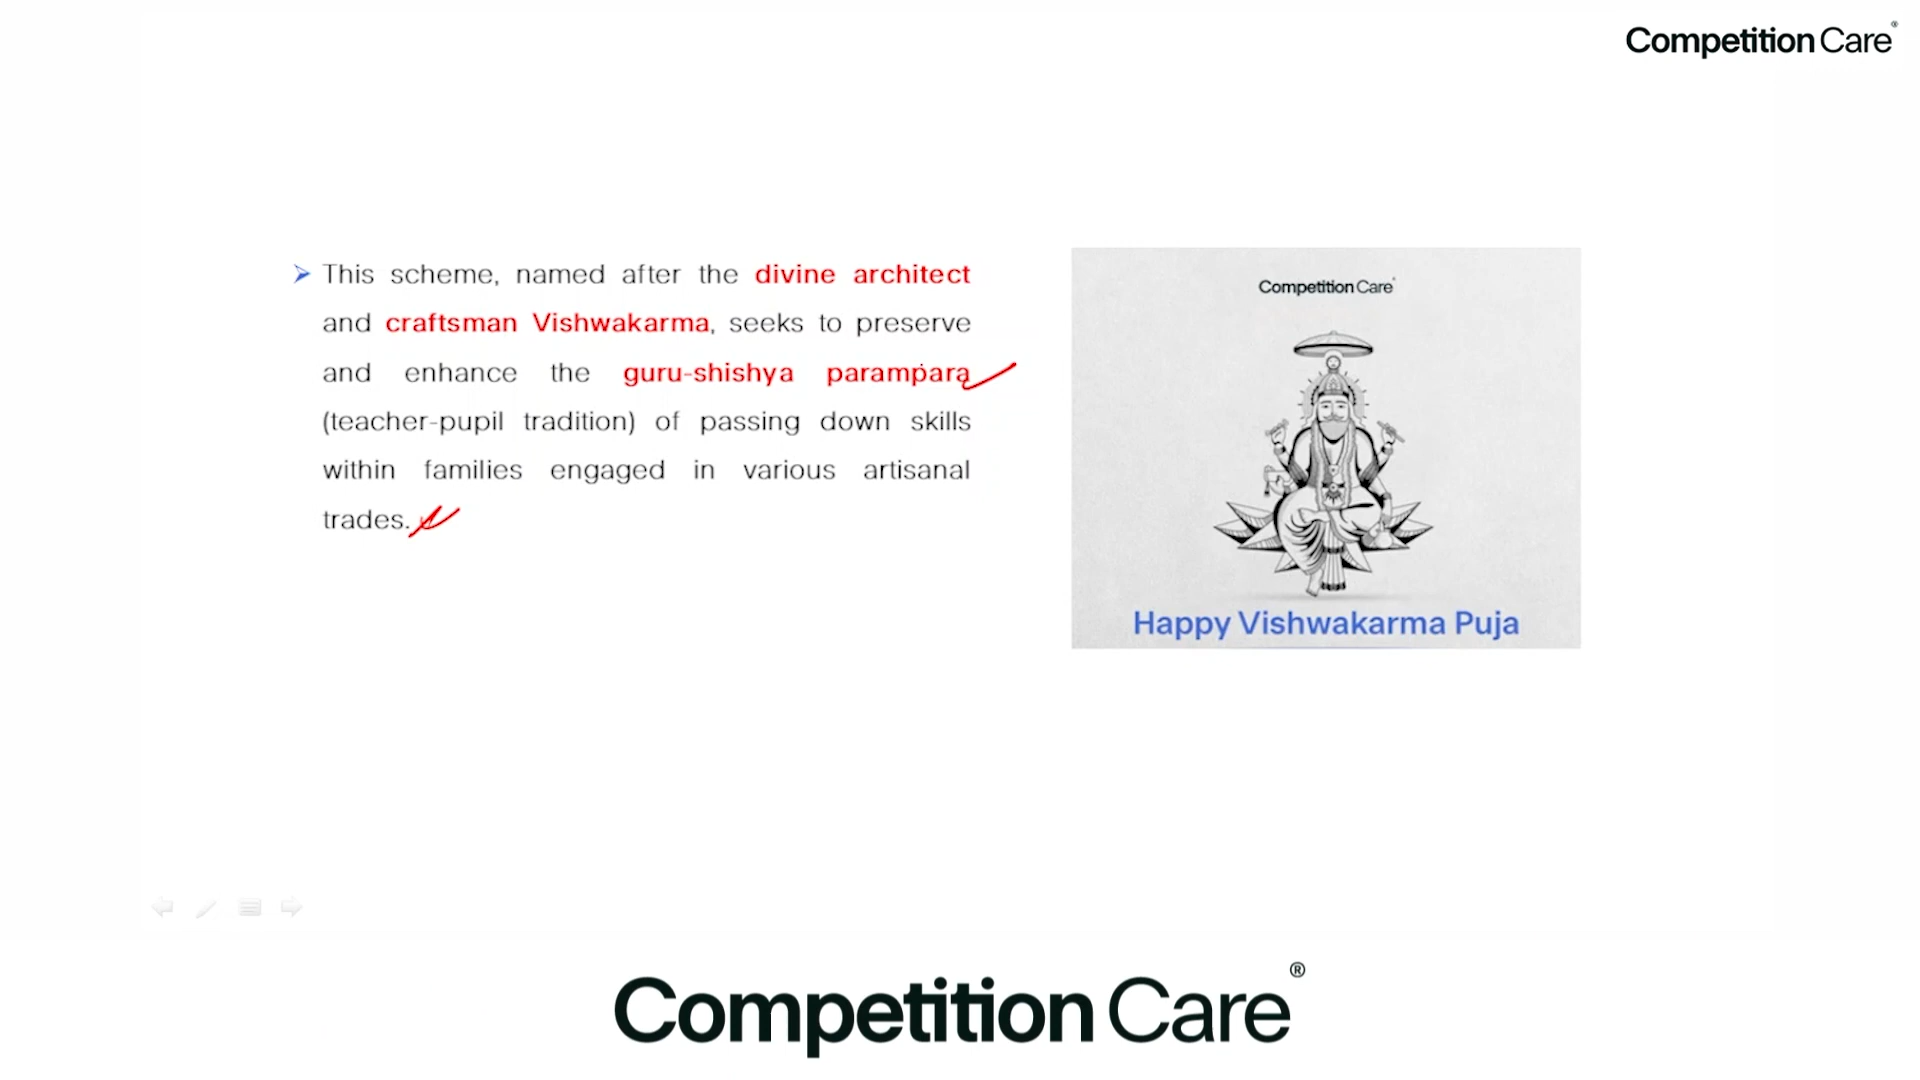 Competition Care®
➢ This scheme, named after the divine architect
and craftsman Vishwakarma, seeks to preserve
and enhance the guru-shishya parampara
(teacher-pupil tradition) of passing down skills
within families engaged in various artisanal
trades.
Competition Care®
Happy Vishwakarma Puja
Competition Care®